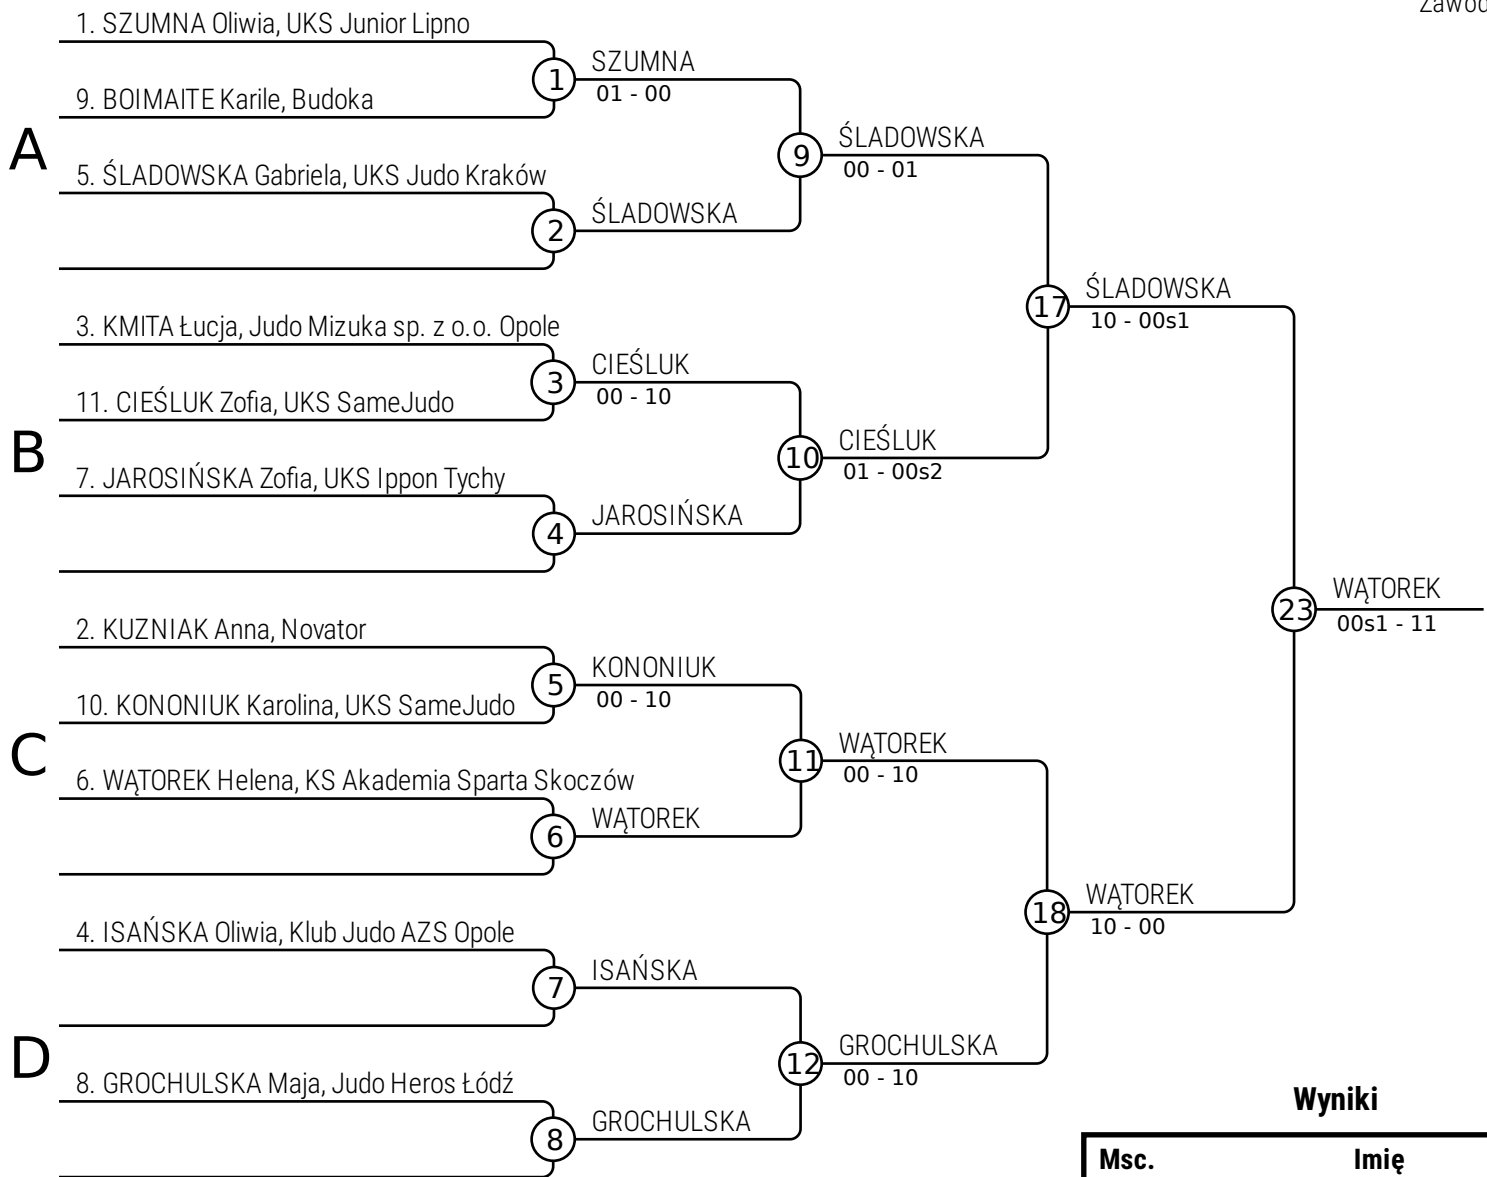 Zawod
1. SZUMNA Oliwia, UKS Junior Lipno
1
SZUMNA
01 - 00
9. BOIMAITE Karile, Budoka
A
9
ŚLADOWSKA
00 - 01
5. ŚLADOWSKA Gabriela, UKS Judo Kraków
2
ŚLADOWSKA
17
ŚLADOWSKA
10 - 00s1
3. KMITA Łucja, Judo Mizuka sp. z o.o. Opole
3
CIEŚLUK
00 - 10
11. CIEŚLUK Zofia, UKS SameJudo
B
10
CIEŚLUK
01 - 00s2
7. JAROSIŃSKA Zofia, UKS Ippon Tychy
4
JAROSIŃSKA
23
WĄTOREK
00s1 - 11
2. KUZNIAK Anna, Novator
5
KONONIUK
00 - 10
10. KONONIUK Karolina, UKS SameJudo
C
11
WĄTOREK
00 - 10
6. WĄTOREK Helena, KS Akademia Sparta Skoczów
6
WĄTOREK
18
WĄTOREK
10 - 00
4. ISAŃSKA Oliwia, Klub Judo AZS Opole
7
ISAŃSKA
D
12
GROCHULSKA
00 - 10
8. GROCHULSKA Maja, Judo Heros Łódź
8
GROCHULSKA
Wyniki
Msc. Imię